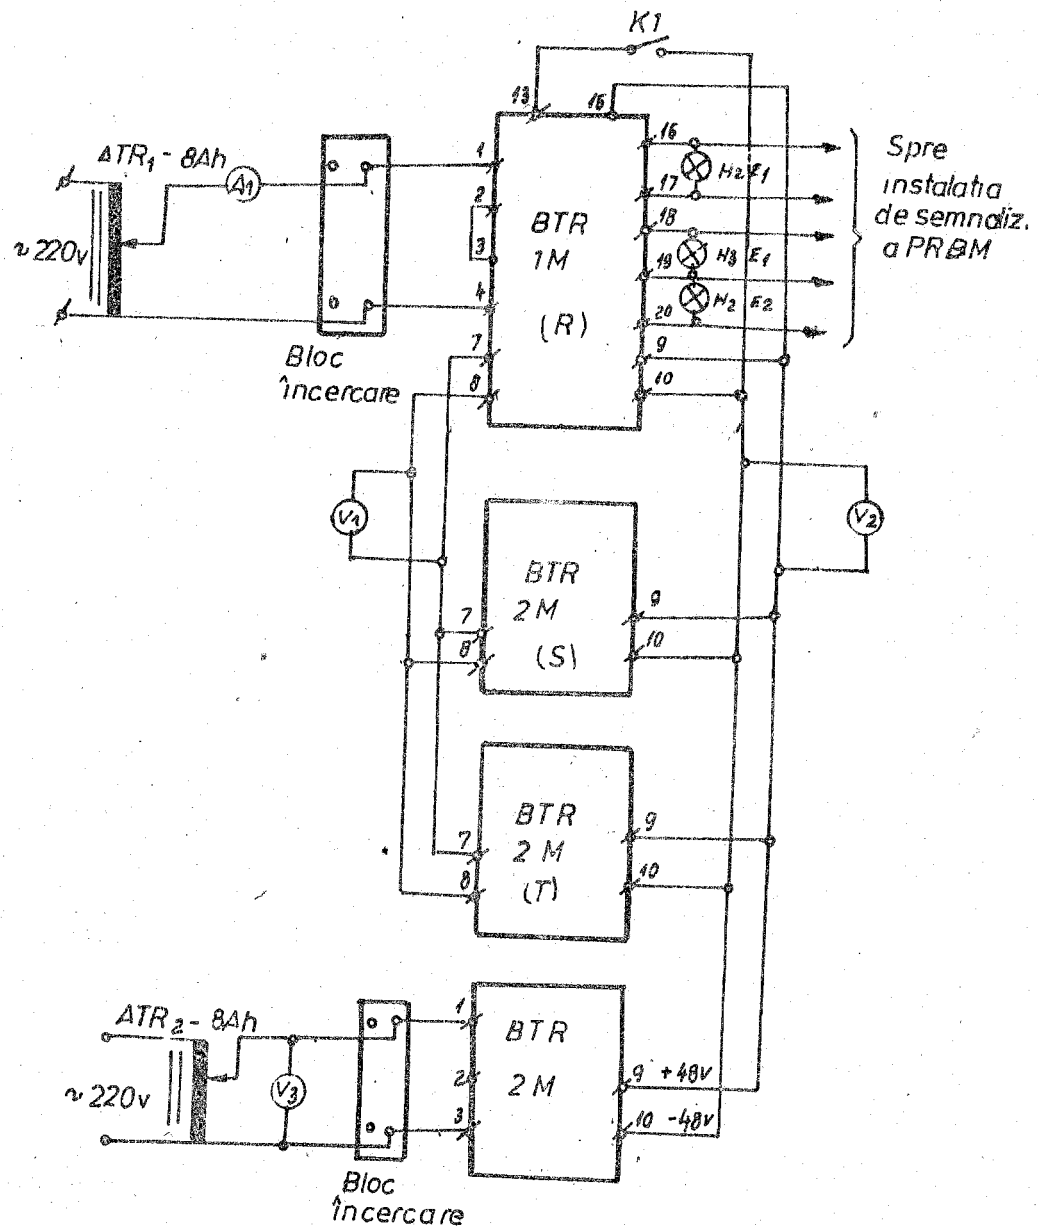 K1
13
15
ATR1 - 8Ah
A1
~220v
Bloc
încercare
1
2
3
4
7
8
BTR
1M
(R)
16
17
18
19
20
9
10
H2 E1
H3 E1
H2 E2
Spre
instalatia
de semnaliz.
a PRBM
V1
V2
7
8
BTR
2M
(S)
9
10
7
8
BTR
2M
(T)
9
10
ATR2 - 8Ah
~220v
V3
Bloc
încercare
1
2
3
BTR
2M
9 +48v
10 -48v